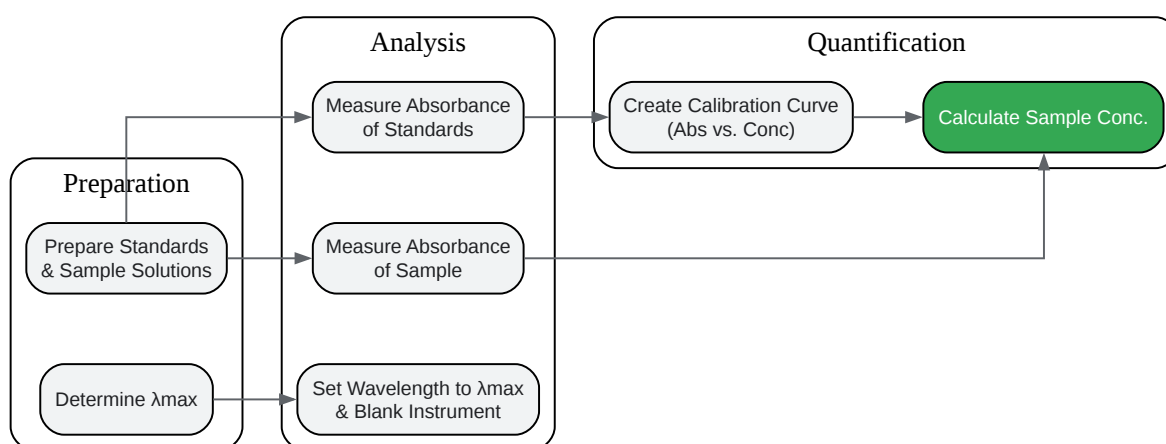 Preparation
Prepare Standards
& Sample Solutions
Determine λmax
Analysis
Measure Absorbance
of Standards
Measure Absorbance
of Sample
Set Wavelength to λmax
& Blank Instrument
Quantification
Create Calibration Curve
(Abs vs. Conc)
Calculate Sample Conc.